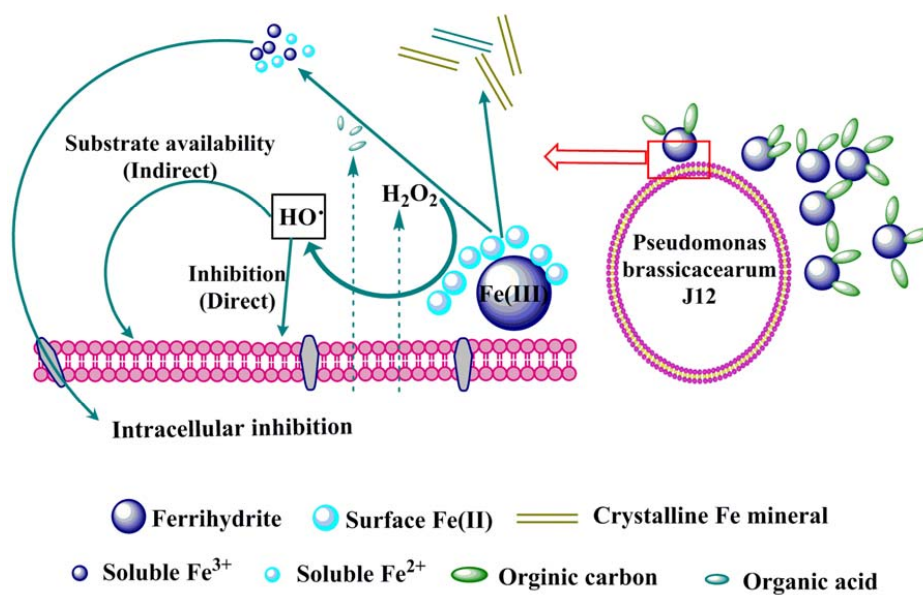 Substrate availability
(Indirect)
H₂O₂
HO·
Inhibition
(Direct)
Fe(III)
Pseudomonas
brassicacearum
J12
Intracellular inhibition
Ferrihydrite
Surface Fe(II)
Crystalline Fe mineral
Soluble Fe³⁺
Soluble Fe²⁺
Orginic carbon
Organic acid